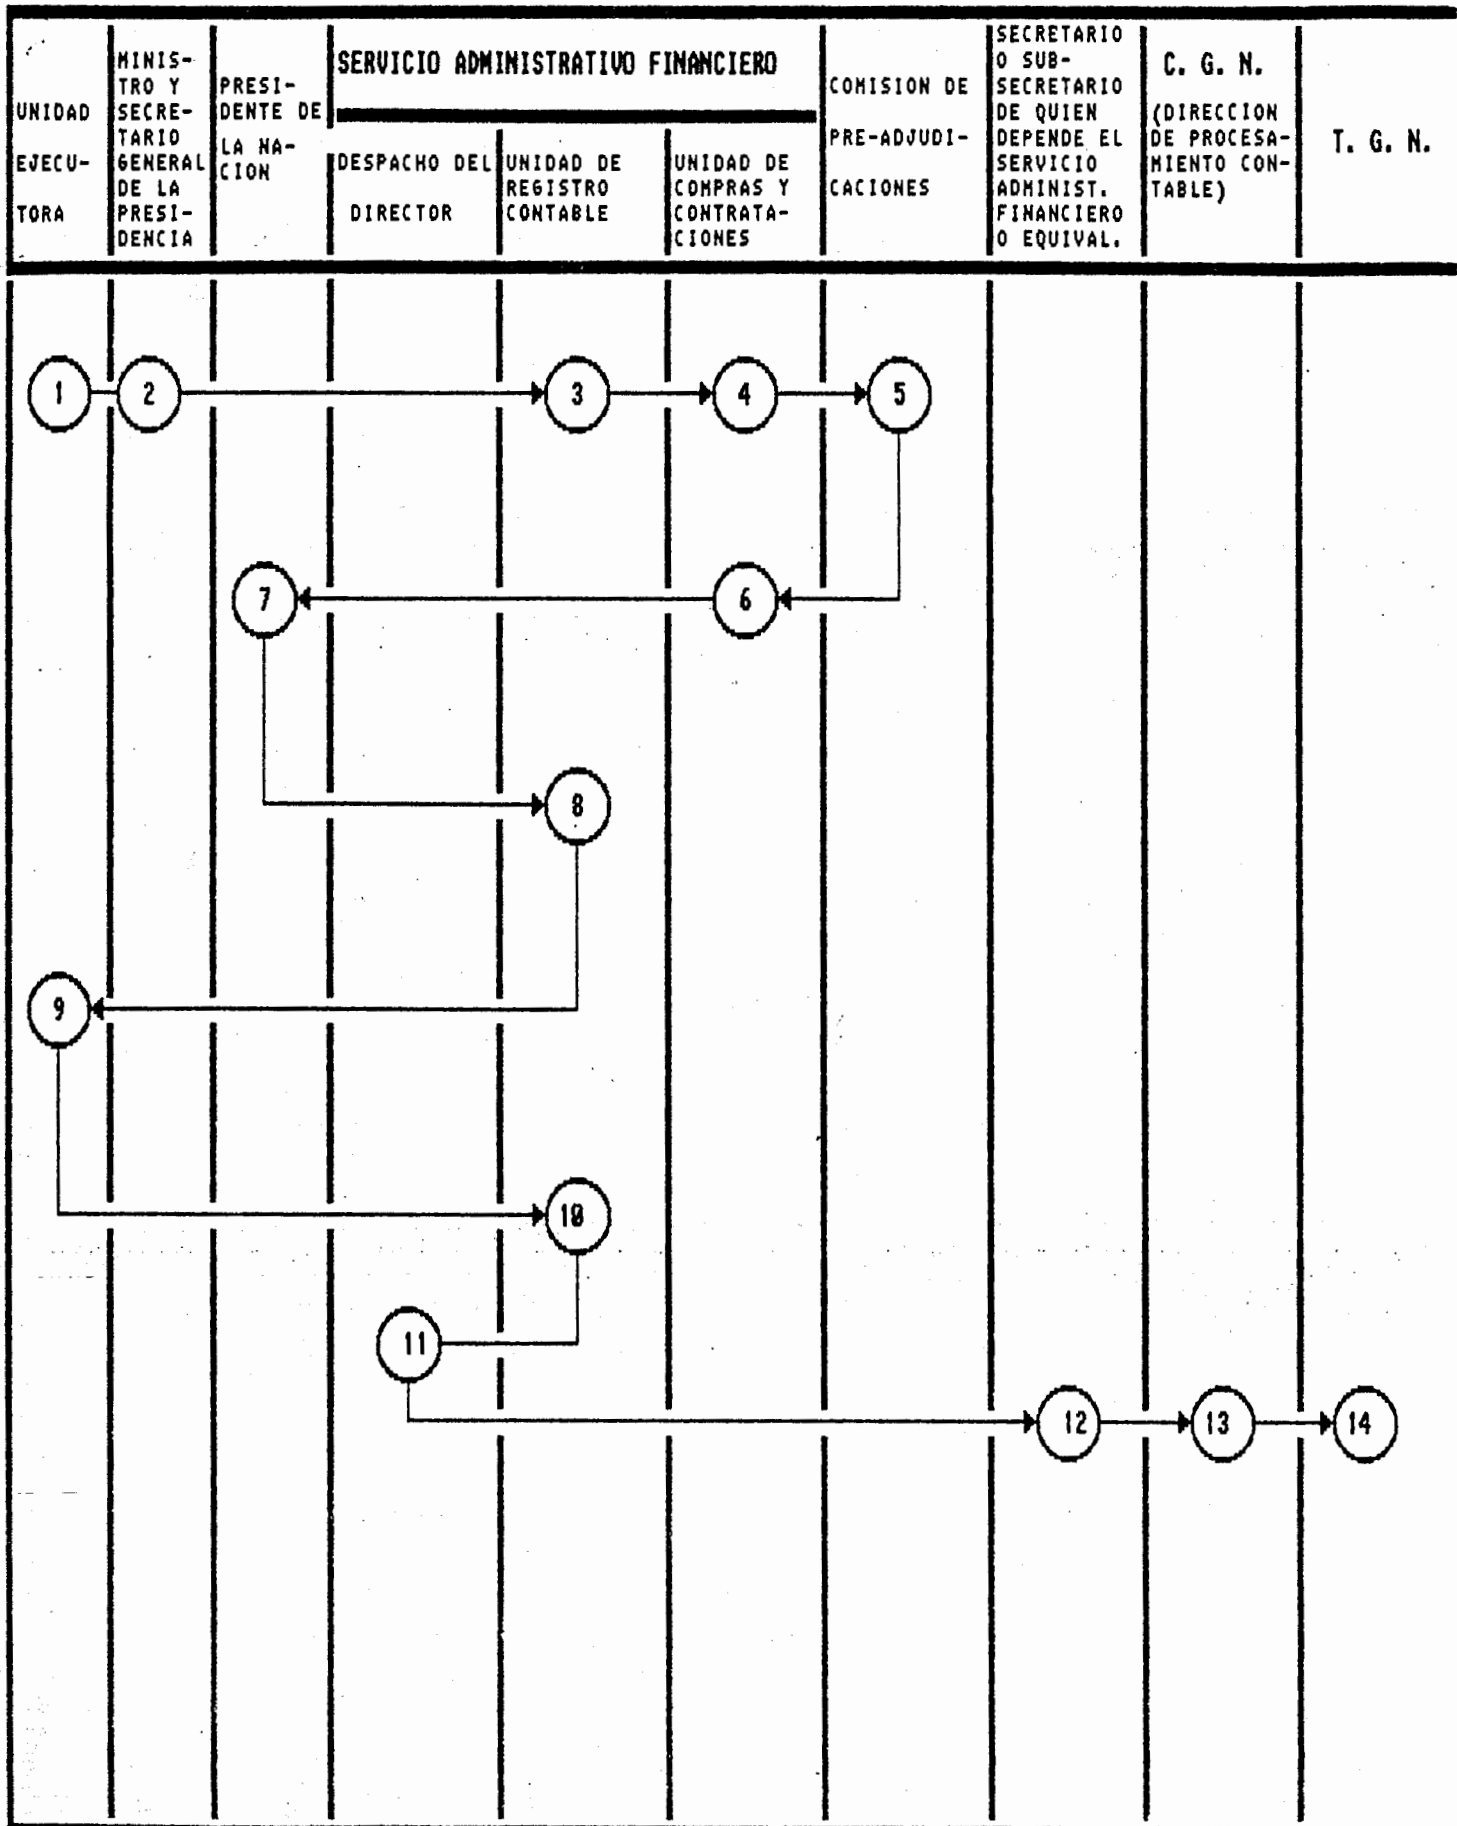 UNIDAD
EJECU-
TORA
MINIS-
TRO Y
SECRE-
TARIO
GENERAL
DE LA
PRESI-
DENCIA
PRESI-
DENTE DE
LA NA-
CION
SERVICIO ADMINISTRATIVO FINANCIERO
DESPACHO DEL
DIRECTOR
UNIDAD DE
REGISTRO
CONTABLE
UNIDAD DE
COMPRAS Y
CONTRATA-
CIONES
COMISION DE
PRE-ADJUDI-
CACIONES
SECRETARIO
O SUB-
SECRETARIO
DE QUIEN
DEPENDE EL
SERVICIO
ADMINIST.
FINANCIERO
O EQUIVAL.
C. G. N.
(DIRECCION
DE PROCESA-
MIENTO CON-
TABLE)
T. G. N.
1 2 3 4 5
7 6
8
9
10
11
12 13 14